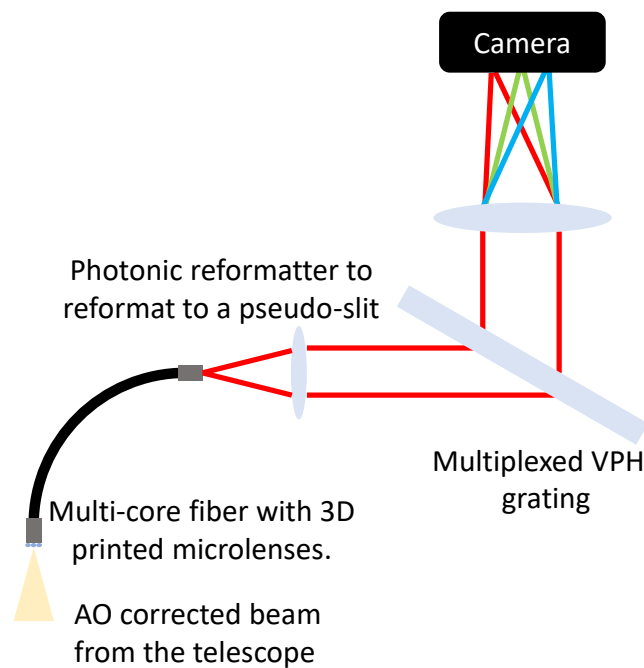 Camera
Photonic reformatter to
reformat to a pseudo-slit
Multiplexed VPH
grating
Multi-core fiber with 3D
printed microlenses.
AO corrected beam
from the telescope